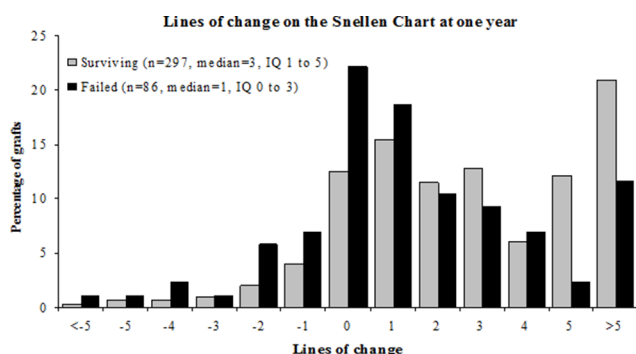 Lines of change on the Snellen Chart at one year
25
Surviving (n=297, median=3, IQ 1 to 5)
Failed (n=86, median=1, IQ 0 to 3)
20
15
10
5
0
Percentage of grafts
<-5 -5 -4 -3 -2 -1 0 1 2 3 4 5 >5
Lines of change